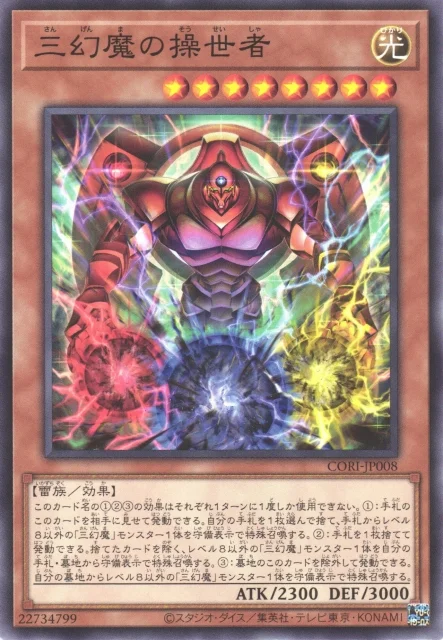 三幻魔の操世者
光
CORI-JP008
【雷族／効果】
このカード名の①②③の効果はそれぞれ1ターンに1度しか使用できない。①：手札の
このカードを相手に見せて発動できる。自分の手札を1枚選んで捨て、手札からレベル
8以外の「三幻魔」モンスター1体を守備表示で特殊召喚する。②：手札を1枚捨てて
発動できる。捨てたカードを除く、レベル8以外の「三幻魔」モンスター1体を自分の
手札・墓地から守備表示で特殊召喚する。③：墓地のこのカードを除外して発動できる。
自分の墓地からレベル8以外の「三幻魔」モンスター1体を守備表示で特殊召喚する。
ATK/2300 DEF/3000
22734799 ©スタジオ・ダイス／集英社・テレビ東京・KONAMI